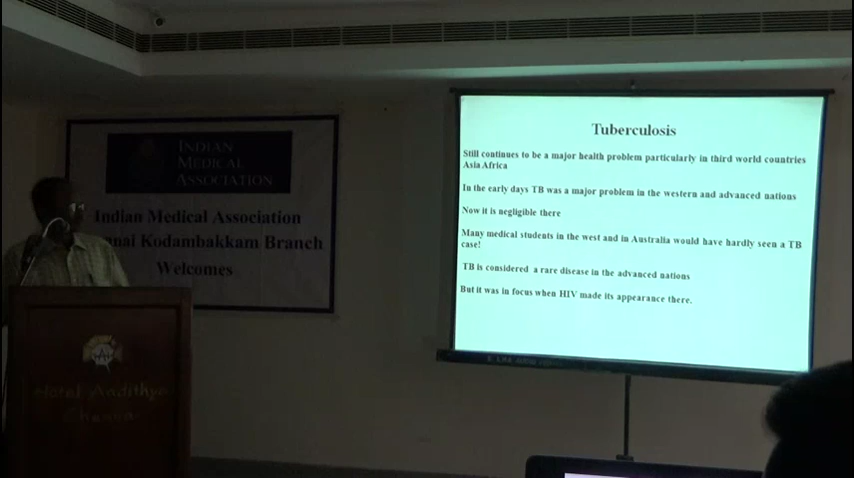 INDIAN
MEDICAL
ASSOCIATION
Indian Medical Association
Kodambakkam Branch
Welcomes
Tuberculosis
Still continues to be a major health problem particularly in third world countries
Asia Africa
In the early days TB was a major problem in the western and advanced nations
Now it is negligible there
Many medical students in the west and in Australia would have hardly seen a TB
case!
TB is considered a rare disease in the advanced nations
But it was in focus when HIV made its appearance there.
Hotel